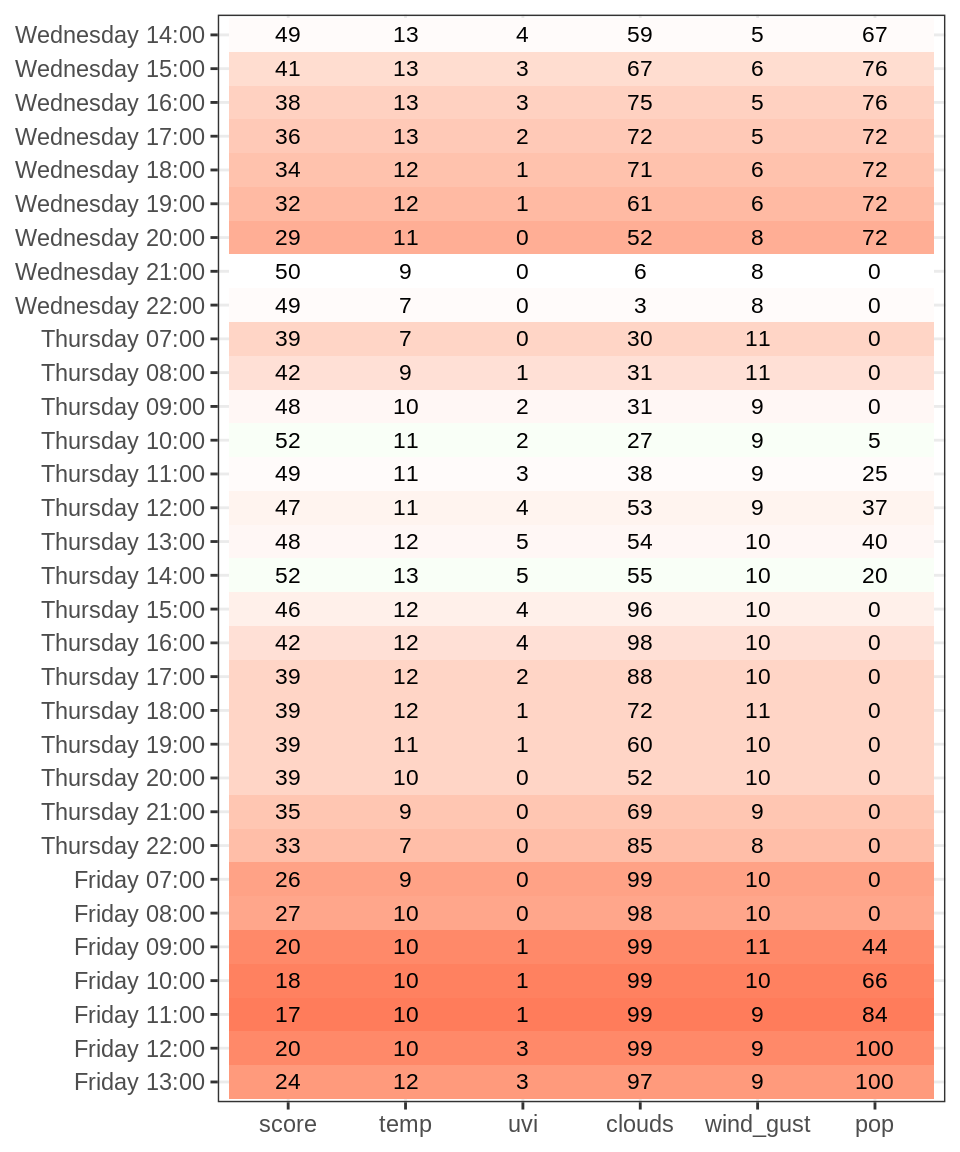 Wednesday 14:00 49 13 4 59 5 67
Wednesday 15:00 41 13 3 67 6 76
Wednesday 16:00 38 13 3 75 5 76
Wednesday 17:00 36 13 2 72 5 72
Wednesday 18:00 34 12 1 71 6 72
Wednesday 19:00 32 12 1 61 6 72
Wednesday 20:00 29 11 0 52 8 72
Wednesday 21:00 50 9 0 6 8 0
Wednesday 22:00 49 7 0 3 8 0
Thursday 07:00 39 7 0 30 11 0
Thursday 08:00 42 9 1 31 11 0
Thursday 09:00 48 10 2 31 9 0
Thursday 10:00 52 11 2 27 9 5
Thursday 11:00 49 11 3 38 9 25
Thursday 12:00 47 11 4 53 9 37
Thursday 13:00 48 12 5 54 10 40
Thursday 14:00 52 13 5 55 10 20
Thursday 15:00 46 12 4 96 10 0
Thursday 16:00 42 12 4 98 10 0
Thursday 17:00 39 12 2 88 10 0
Thursday 18:00 39 12 1 72 11 0
Thursday 19:00 39 11 1 60 10 0
Thursday 20:00 39 10 0 52 10 0
Thursday 21:00 35 9 0 69 9 0
Thursday 22:00 33 7 0 85 8 0
Friday 07:00 26 9 0 99 10 0
Friday 08:00 27 10 0 98 10 0
Friday 09:00 20 10 1 99 11 44
Friday 10:00 18 10 1 99 10 66
Friday 11:00 17 10 1 99 9 84
Friday 12:00 20 10 3 99 9 100
Friday 13:00 24 12 3 97 9 100
score temp uvi clouds wind_gust pop